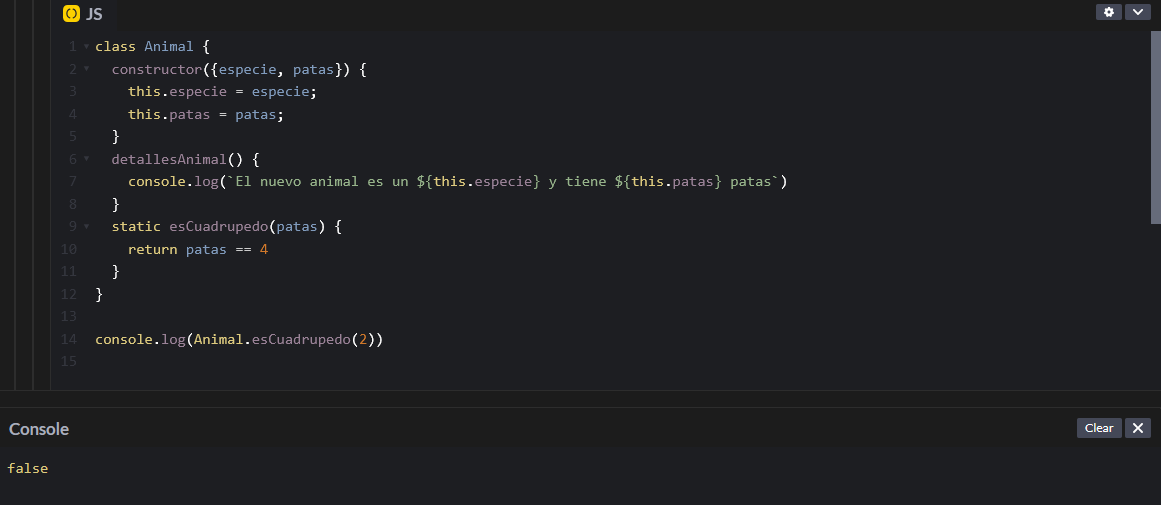 JS
1 class Animal {
2 constructor({especie, patas}) {
3 this.especie = especie;
4 this.patas = patas;
5 }
6 detallesAnimal() {
7 console.log(`El nuevo animal es un ${this.especie} y tiene ${this.patas} patas`)
8 }
9 static esCuadrupedo(patas) {
10 return patas == 4
11 }
12 }
13
14 console.log(Animal.esCuadrupedo(2))
15
Console Clear
false